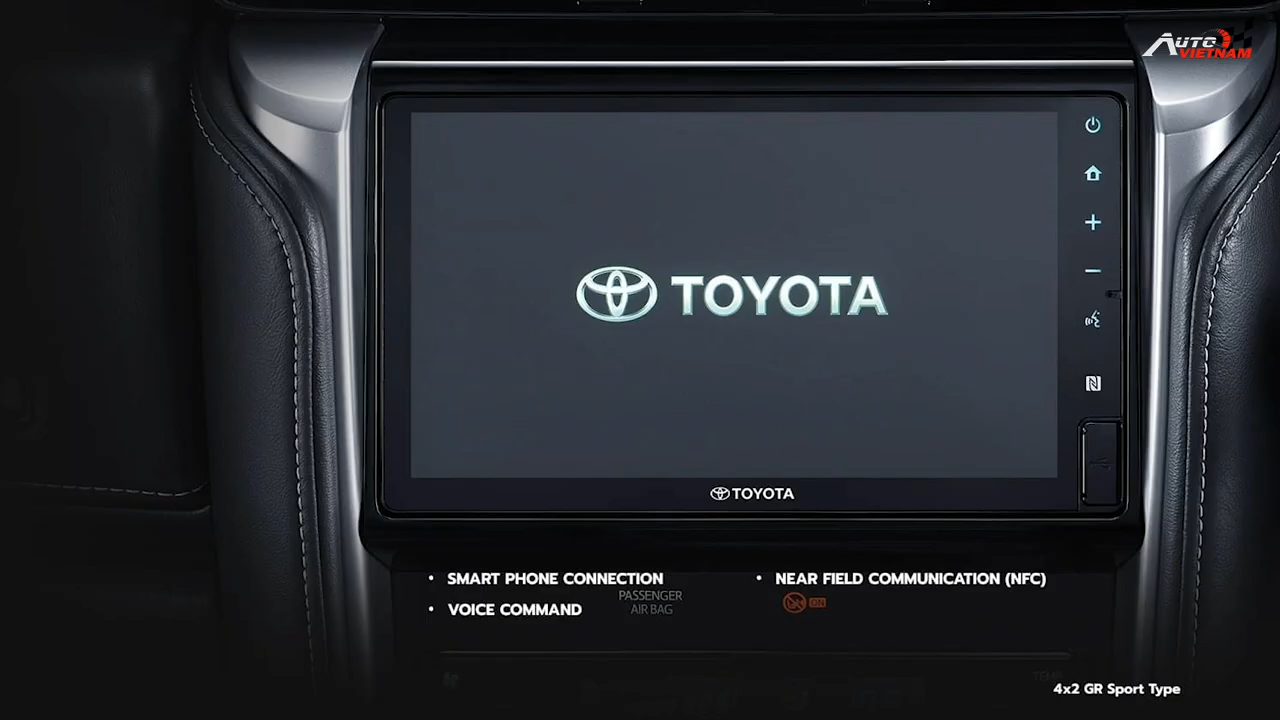 AUTO
VIETNAM
TOYOTA
TOYOTA
• SMART PHONE CONNECTION
• VOICE COMMAND
• NEAR FIELD COMMUNICATION (NFC)
PASSENGER
AIR BAG
ON
TEMP
4x2 GR Sport Type